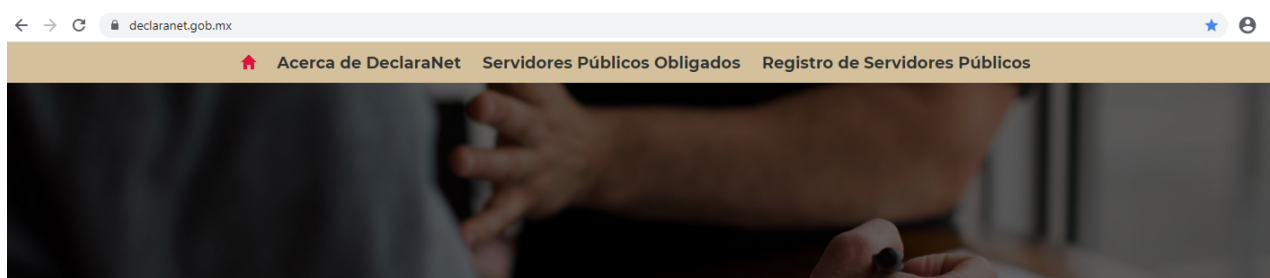 declaranet.gob.mx
Acerca de DeclaraNet Servidores Públicos Obligados Registro de Servidores Públicos